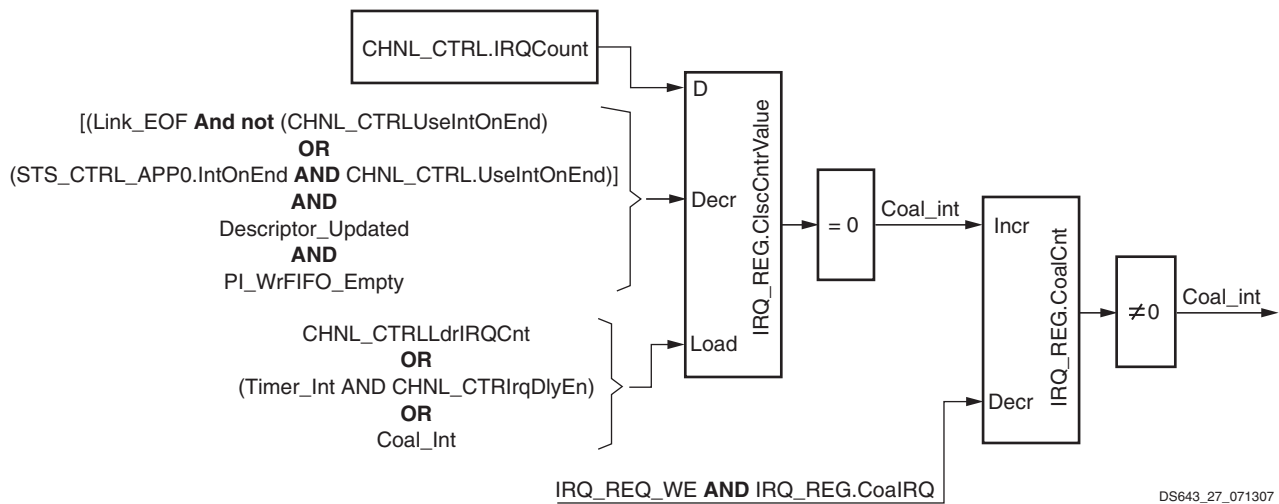 CHNL_CTRL.IRQCount
D
[(Link_EOF And not (CHNL_CTRLUseIntOnEnd)
OR
(STS_CTRL_APP0.IntOnEnd AND CHNL_CTRL.UseIntOnEnd)]
AND
Descriptor_Updated
AND
PI_WrFIFO_Empty
Decr
CHNL_CTRLLdrIRQCnt
OR
(Timer_Int AND CHNL_CTRIrqDlyEn)
OR
Coal_Int
Load
IRQ_REG.ClscCntrValue
= 0
Coal_int
Incr
Decr
IRQ_REG.CoalCnt
≠0
Coal_int
IRQ_REQ_WE AND IRQ_REG.CoaIRQ
DS643_27_071307